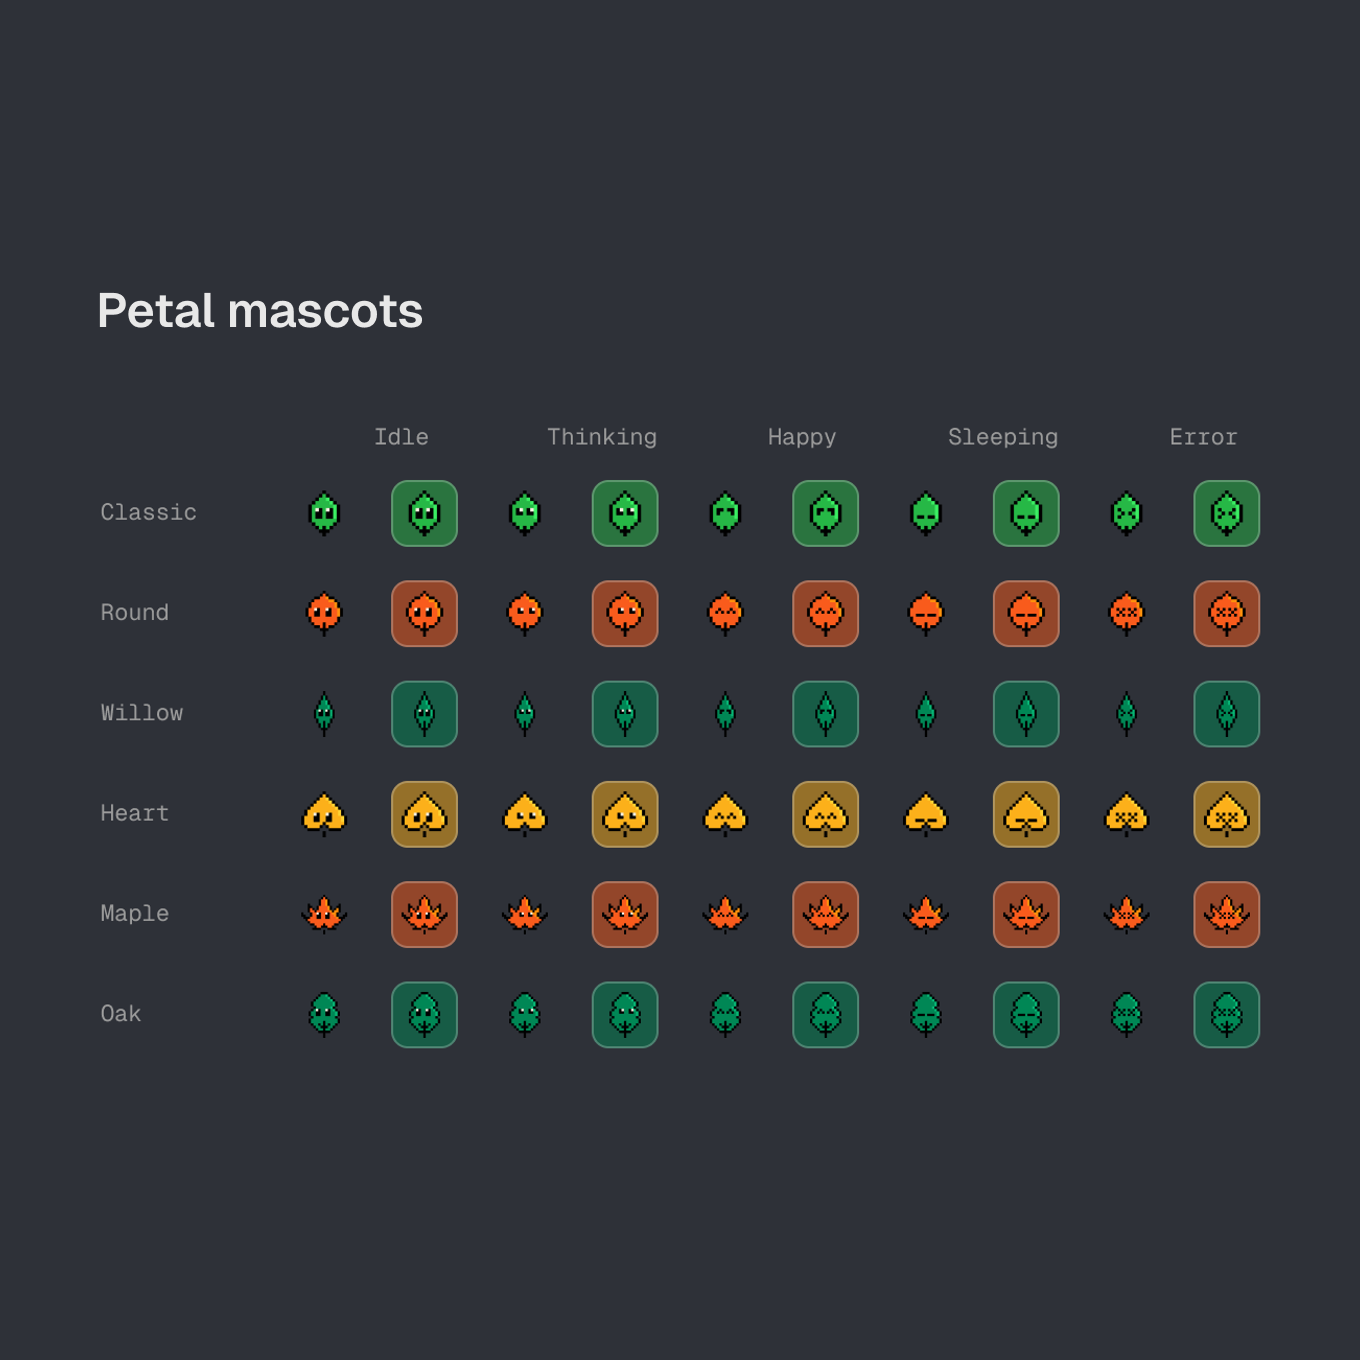 Petal mascots
Idle Thinking Happy Sleeping Error
Classic
Round
Willow
Heart
Maple
Oak